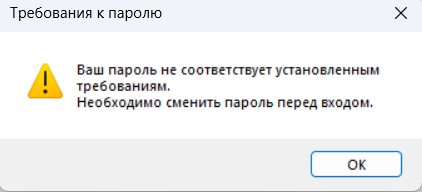 Требования к паролю
Ваш пароль не соответствует установленным
требованиям.
Необходимо сменить пароль перед входом.
OK